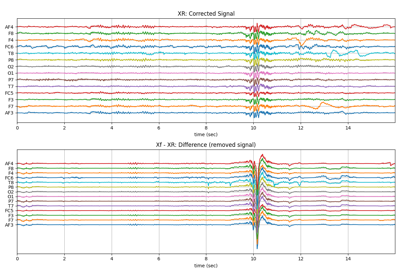 XR: Corrected Signal
AF4
F8
F4
FC6
T8
P8
O2
O1
P7
T7
FC5
F3
F7
AF3
0 2 4 6 8 10 12 14
time (sec)
Xf - XR: Difference (removed signal)
AF4
F8
F4
FC6
T8
P8
O2
O1
P7
T7
FC5
F3
F7
AF3
0 2 4 6 8 10 12 14
time (sec)